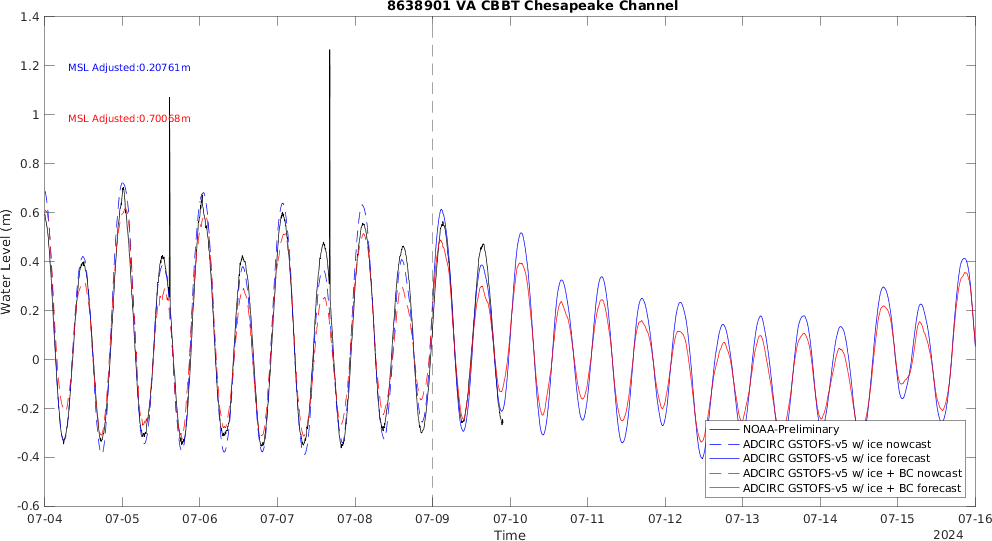 8638901 VA CBBT Chesapeake Channel
1.4
1.2
1
0.8
0.6
0.4
0.2
0
-0.2
-0.4
-0.6
Water Level (m)
MSL Adjusted:0.20761m
MSL Adjusted:0.70068m
NOAA-Preliminary
ADCIRC GSTOFS-v5 w/ ice nowcast
ADCIRC GSTOFS-v5 w/ ice forecast
ADCIRC GSTOFS-v5 w/ ice + BC nowcast
ADCIRC GSTOFS-v5 w/ ice + BC forecast
07-04 07-05 07-06 07-07 07-08 07-09 07-10 07-11 07-12 07-13 07-14 07-15 07-16
Time
2024